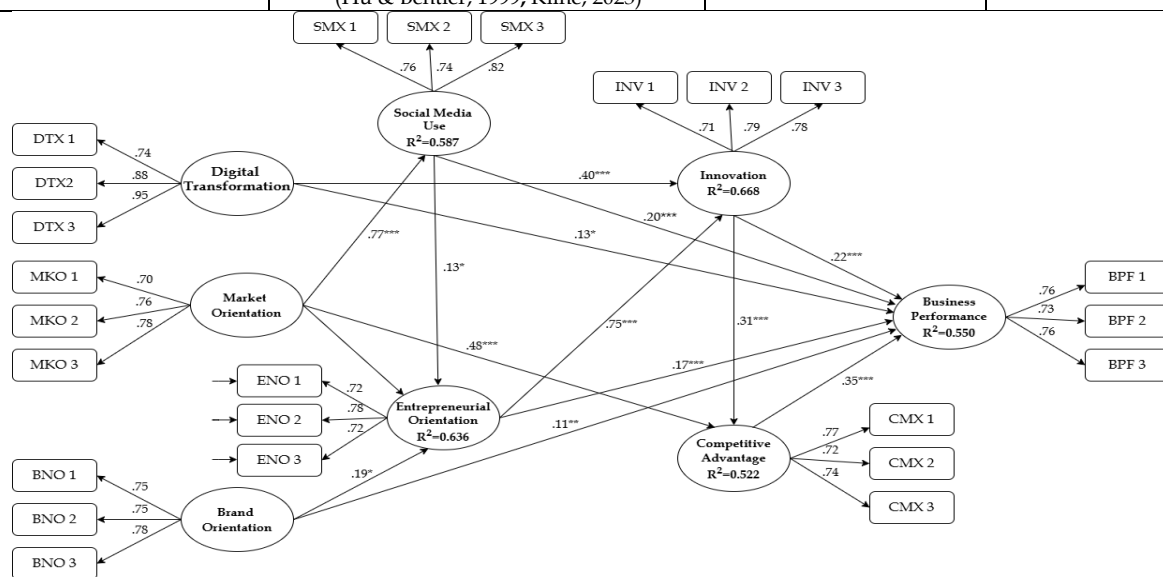 (Hu & Bentler, 1999, Kline, 2023)
SMX 1
SMX 2
SMX 3
.76
.74
.82
INV 1
INV 2
INV 3
.71
.79
.78
Social Media
Use
R²=0.587
DTX 1
DTX2
DTX 3
.74
.88
.95
Digital
Transformation
Innovation
R²=0.668
.40***
.20***
.13*
.77***
.13*
.22***
MKO 1
MKO 2
MKO 3
.70
.76
.78
Market
Orientation
Business
Performance
R²=0.550
BPF 1
BPF 2
BPF 3
.76
.73
.76
.75***
.31***
.48***
.17***
.35***
ENO 1
ENO 2
ENO 3
.72
.78
.72
Entrepreneurial
Orientation
R²=0.636
.11**
Competitive
Advantage
R²=0.522
CMX 1
CMX 2
CMX 3
.77
.72
.74
.19*
BNO 1
BNO 2
BNO 3
.75
.75
.78
Brand
Orientation